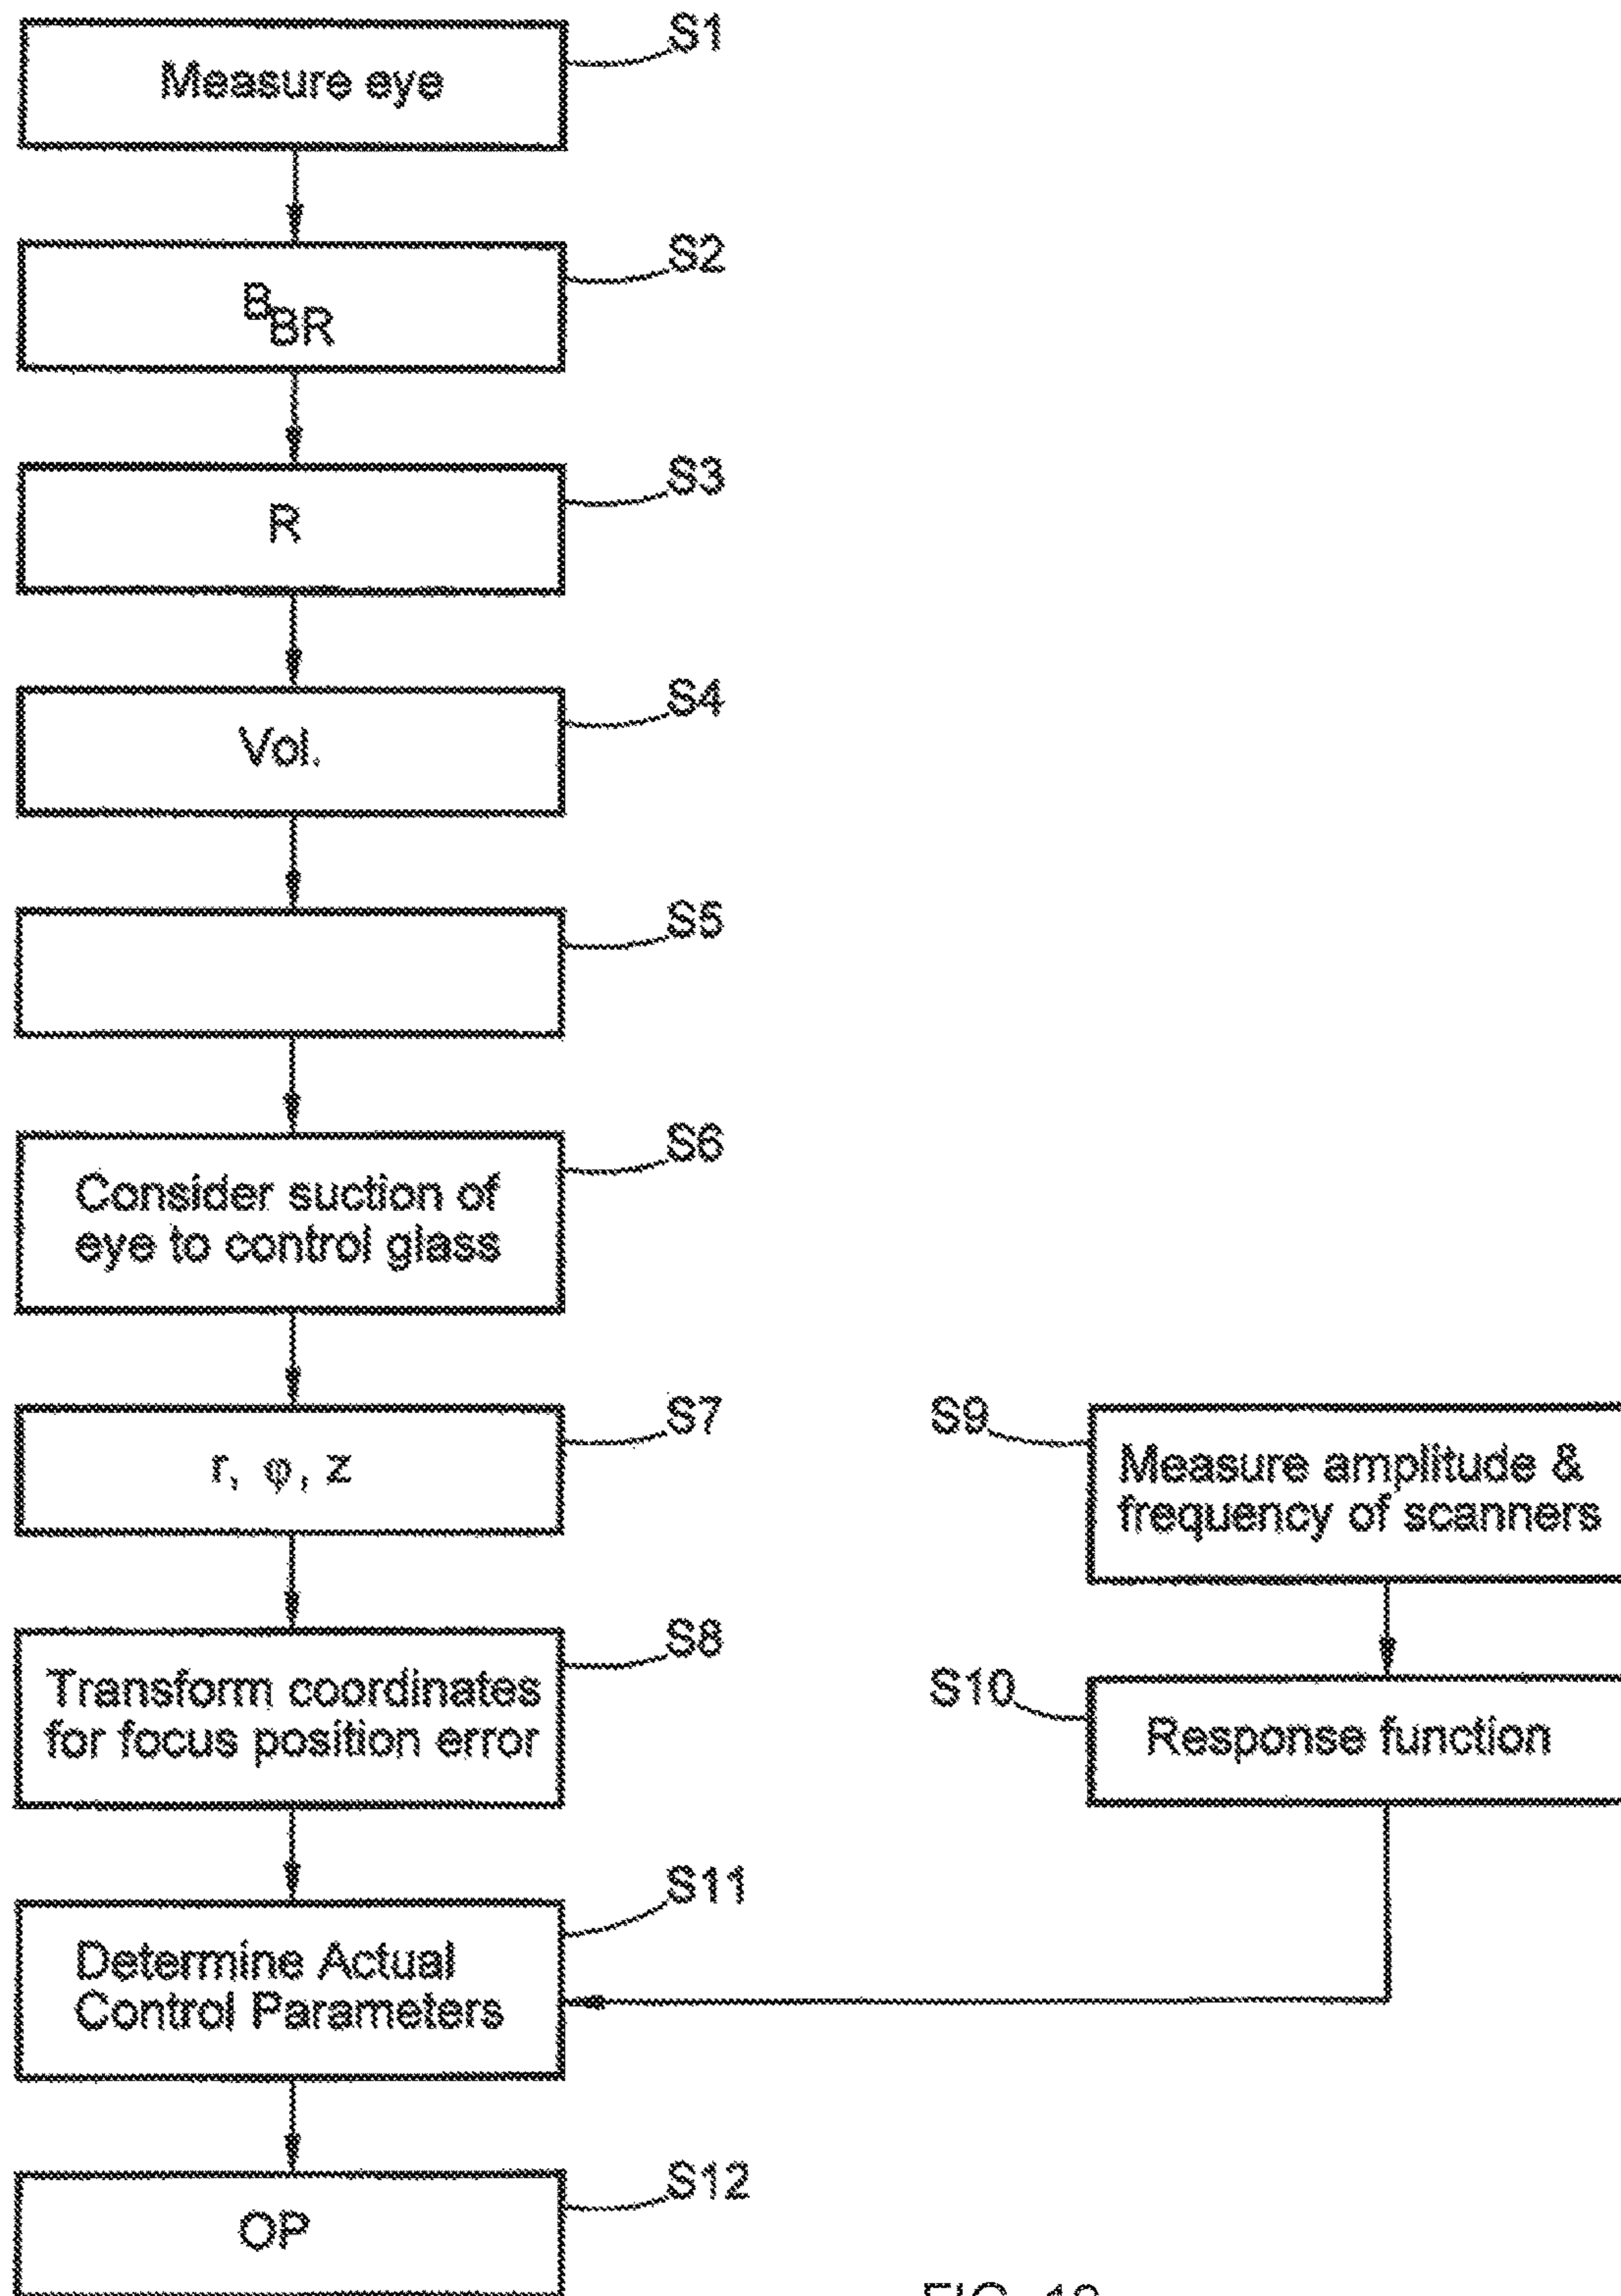 S1
Measure eye
S2
BBR
S3
R
S4
Vol.
S5
S6
Consider suction of
eye to control glass
S7
r, φ, z
S9
Measure amplitude &
frequency of scanners
S8
Transform coordinates
for focus position error
S10
Response function
S11
Determine Actual
Control Parameters
S12
OP